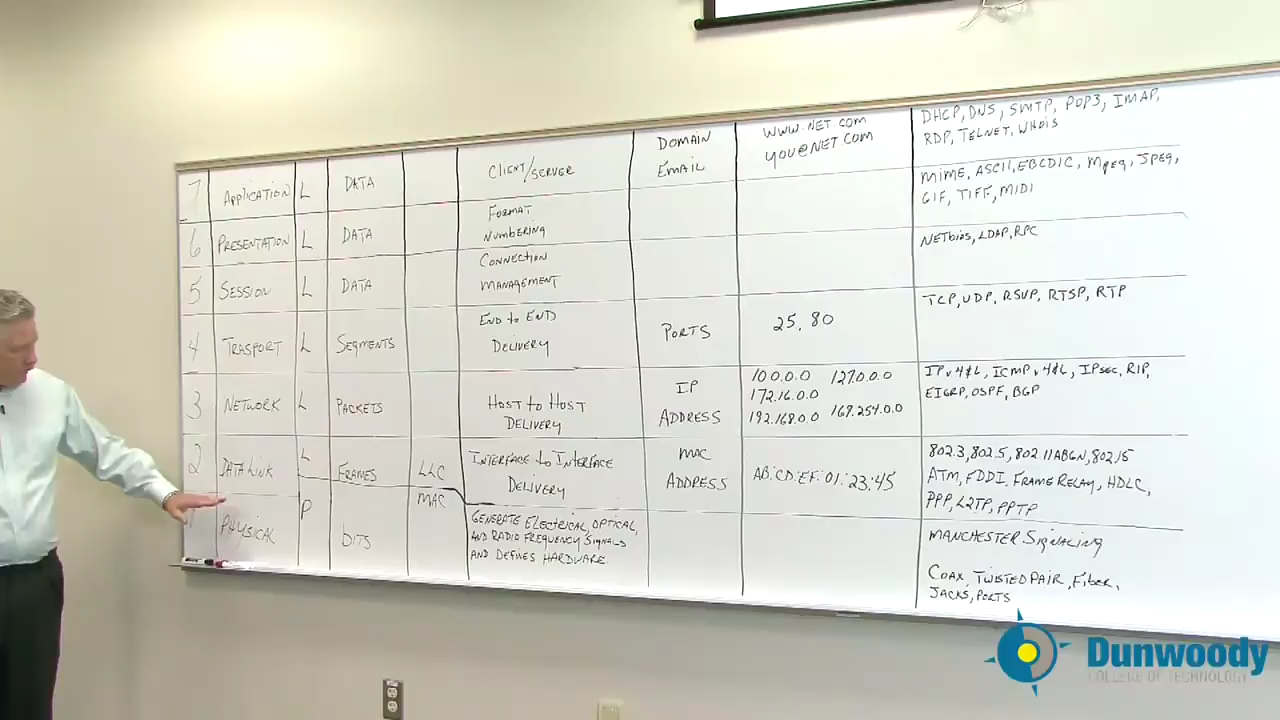 7 APPLICATION L DATA CLIENT/SERVER DOMAIN EMAIL WWW.NET.COM YOU@NET.COM DHCP, DNS, SMTP, POP3, IMAP,
RDP, TELNET, WHOIS
6 PRESENTATION L DATA FORMAT NUMBERING MIME, ASCII, EBCDIC, Mpeg, Jpeg,
GIF, TIFF, MIDI
5 SESSION L DATA CONNECTION MANAGEMENT NETbios, LDAP, RPC
4 TRASPORT L SEGMENTS END to END DELIVERY PORTS 25, 80 TCP, UDP, RSVP, RTSP, RTP
3 NETWORK L PACKETS HOST to HOST DELIVERY IP ADDRESS 10.0.0.0 127.0.0.0
172.16.0.0
192.168.0.0 169.254.0.0
IPv4&6, ICMPv4&6, IPsec, RIP,
EIGRP, OSPF, BGP
2 DATA LINK L P FRAMES LLC MAC INTERFACE to INTERFACE DELIVERY MAC ADDRESS AB:CD:EF:01:23:45 802.3, 802.5, 802.11ABGN, 802.15
ATM, FDDI, FRAME RELAY, HDLC,
PPP, L2TP, PPTP
PHYSICAL bits GENERATE ELECTRICAL, OPTICAL,
AND RADIO FREQUENCY SIGNALS
AND DEFINES HARDWARE.
MANCHESTER SIGNALING
COAX, TWISTED PAIR, Fiber,
JACKS, PORTS
Dunwoody
COLLEGE OF TECHNOLOGY